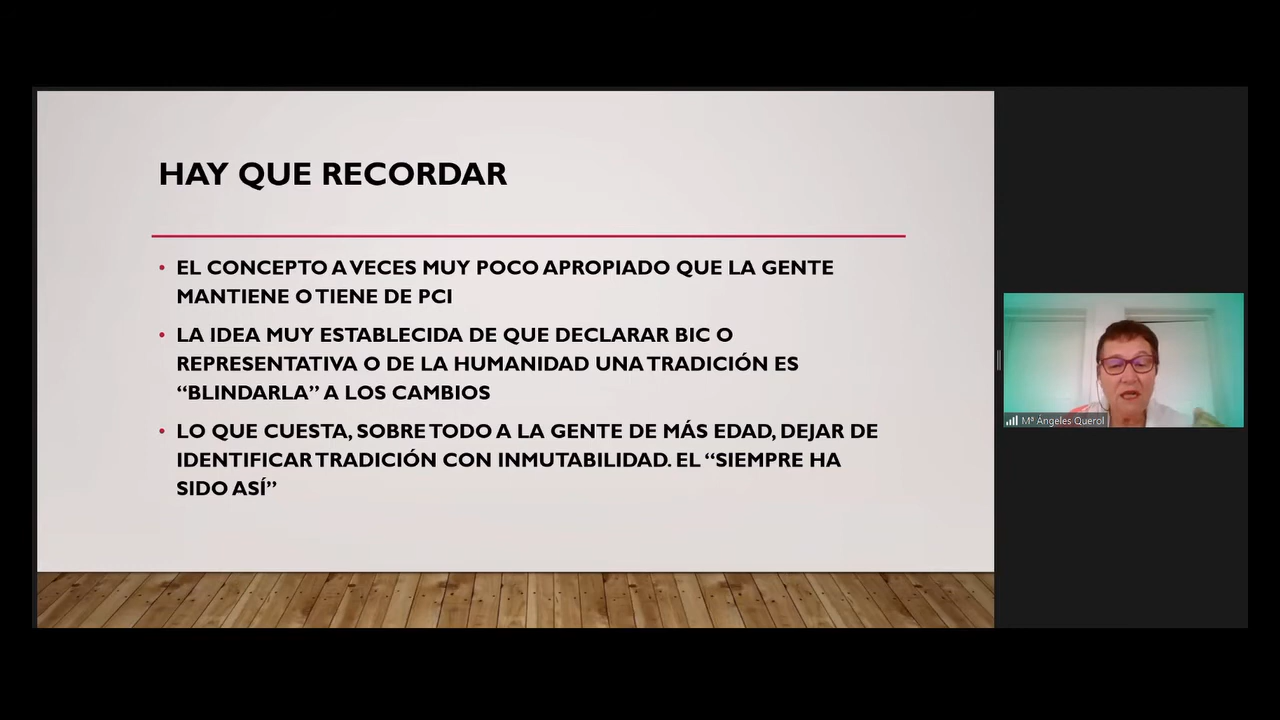 HAY QUE RECORDAR
• EL CONCEPTO A VECES MUY POCO APROPIADO QUE LA GENTE
MANTIENE O TIENE DE PCI
• LA IDEA MUY ESTABLECIDA DE QUE DECLARAR BIC O
REPRESENTATIVA O DE LA HUMANIDAD UNA TRADICIÓN ES
“BLINDARLA” A LOS CAMBIOS
• LO QUE CUESTA, SOBRE TODO A LA GENTE DE MÁS EDAD, DEJAR DE
IDENTIFICAR TRADICIÓN CON INMUTABILIDAD. EL “SIEMPRE HA
SIDO ASÍ”
Mª Ángeles Querol